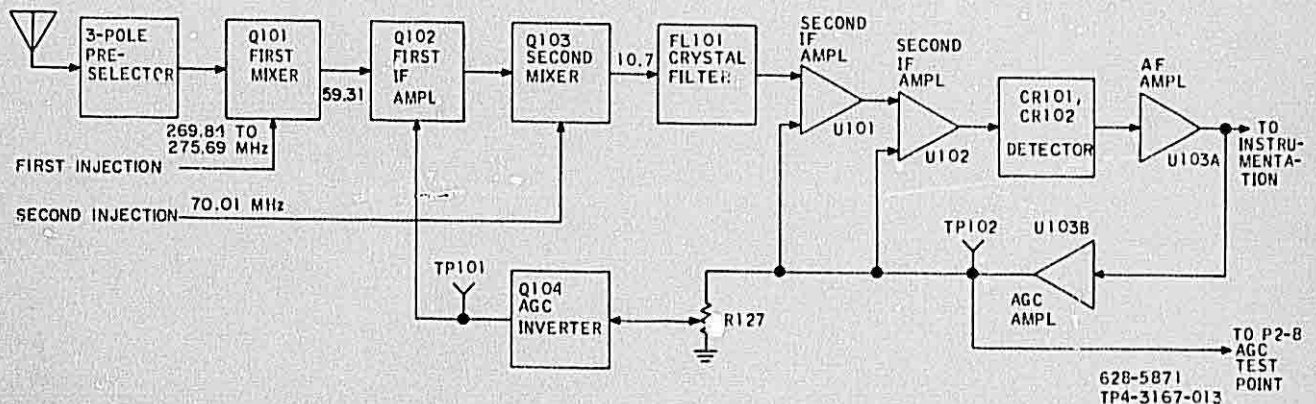 3-POLE
PRE-
SELECTOR
Q101
FIRST
MIXER
59.31
Q102
FIRST
IF
AMPL
Q103
SECOND
MIXER
10.7
FL101
CRYSTAL
FILTER
SECOND
IF
AMPL
U101
SECOND
IF
AMPL
U102
CR101,
CR102
DETECTOR
AF
AMPL
U103A
TO
INSTRU-
MENTA-
TION
269.84 TO
275.69
MHz
FIRST INJECTION
SECOND INJECTION
70.01 MHz
TP101
Q104
AGC
INVERTER
R127
TP102
U103B
AGC
AMPL
TO P2-8
AGC
TEST
POINT
628-5871
TP4-3167-013